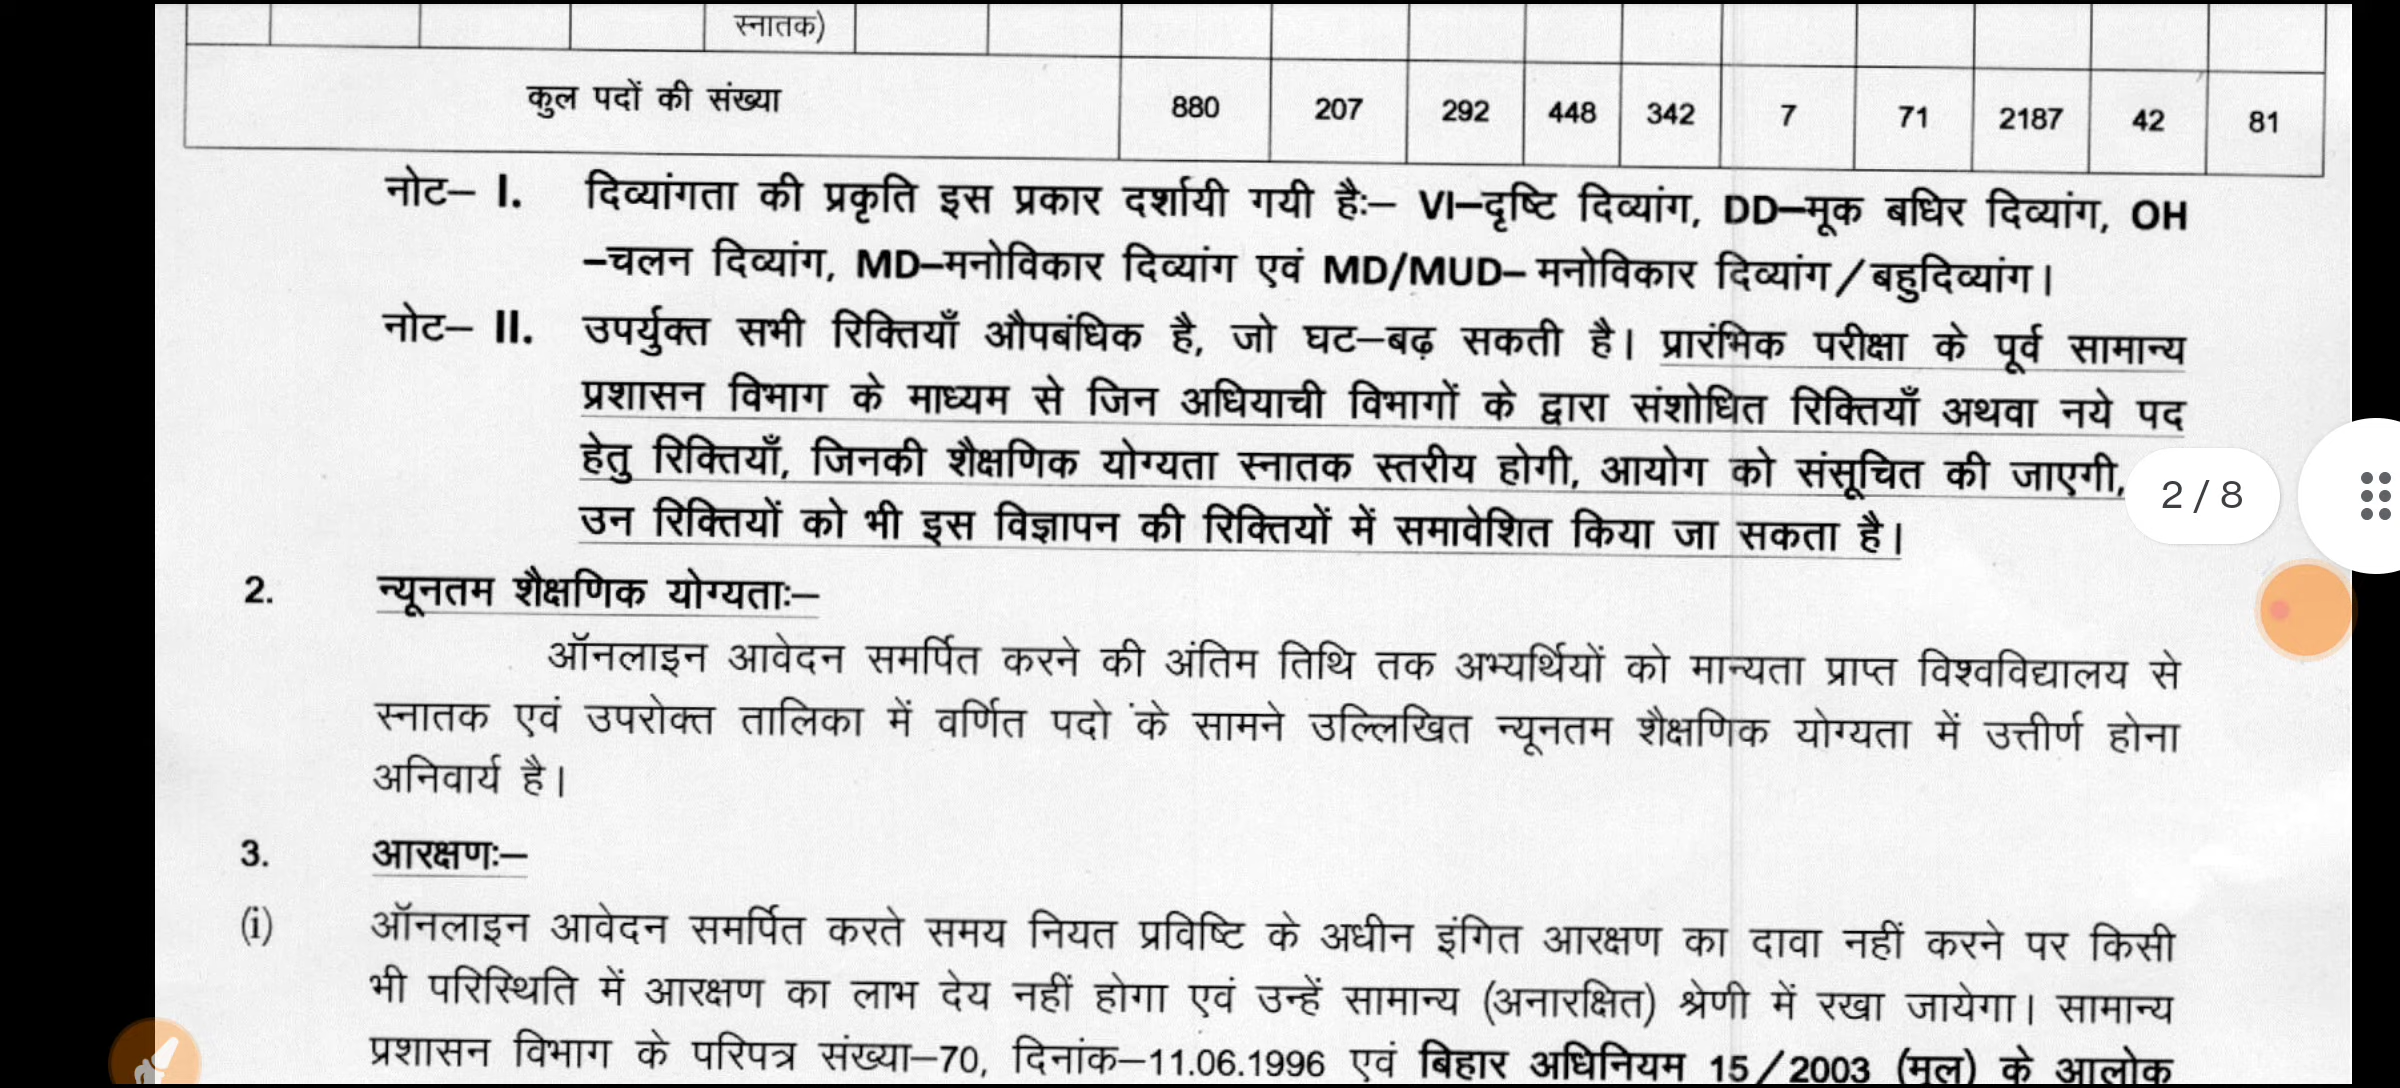 स्नातक)
कुल पदों की संख्या 880 207 292 448 342 7 71 2187 42 81
नोट– I. दिव्यांगता की प्रकृति इस प्रकार दर्शायी गयी हैः– VI–दृष्टि दिव्यांग, DD–मूक बधिर दिव्यांग, OH
–चलन दिव्यांग, MD–मनोविकार दिव्यांग एवं MD/MUD– मनोविकार दिव्यांग/बहुदिव्यांग।
नोट– II. उपर्युक्त सभी रिक्तियाँ औपबंधिक है, जो घट–बढ़ सकती है। प्रारंभिक परीक्षा के पूर्व सामान्य
प्रशासन विभाग के माध्यम से जिन अधियाची विभागों के द्वारा संशोधित रिक्तियाँ अथवा नये पद
हेतु रिक्तियाँ, जिनकी शैक्षणिक योग्यता स्नातक स्तरीय होगी, आयोग को संसूचित की जाएगी,
2 / 8
उन रिक्तियों को भी इस विज्ञापन की रिक्तियों में समावेशित किया जा सकता है।
2. न्यूनतम शैक्षणिक योग्यताः–
ऑनलाइन आवेदन समर्पित करने की अंतिम तिथि तक अभ्यर्थियों को मान्यता प्राप्त विश्वविद्यालय से
स्नातक एवं उपरोक्त तालिका में वर्णित पदो के सामने उल्लिखित न्यूनतम शैक्षणिक योग्यता में उत्तीर्ण होना
अनिवार्य है।
3. आरक्षणः–
(i) ऑनलाइन आवेदन समर्पित करते समय नियत प्रविष्टि के अधीन इंगित आरक्षण का दावा नहीं करने पर किसी
भी परिस्थिति में आरक्षण का लाभ देय नहीं होगा एवं उन्हें सामान्य (अनारक्षित) श्रेणी में रखा जायेगा। सामान्य
प्रशासन विभाग के परिपत्र संख्या–70, दिनांक–11.06.1996 एवं बिहार अधिनियम 15/2003 (मूल) के आलोक